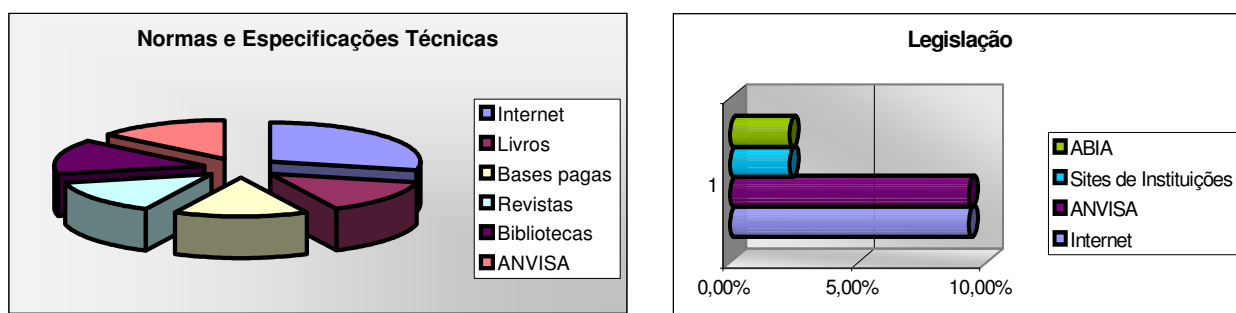 Normas e Especificações Técnicas
Internet
Livros
Bases pagas
Revistas
Bibliotecas
ANVISA
Legislação
1
0,00%
5,00%
10,00%
ABIA
Sites de Instituições
ANVISA
Internet